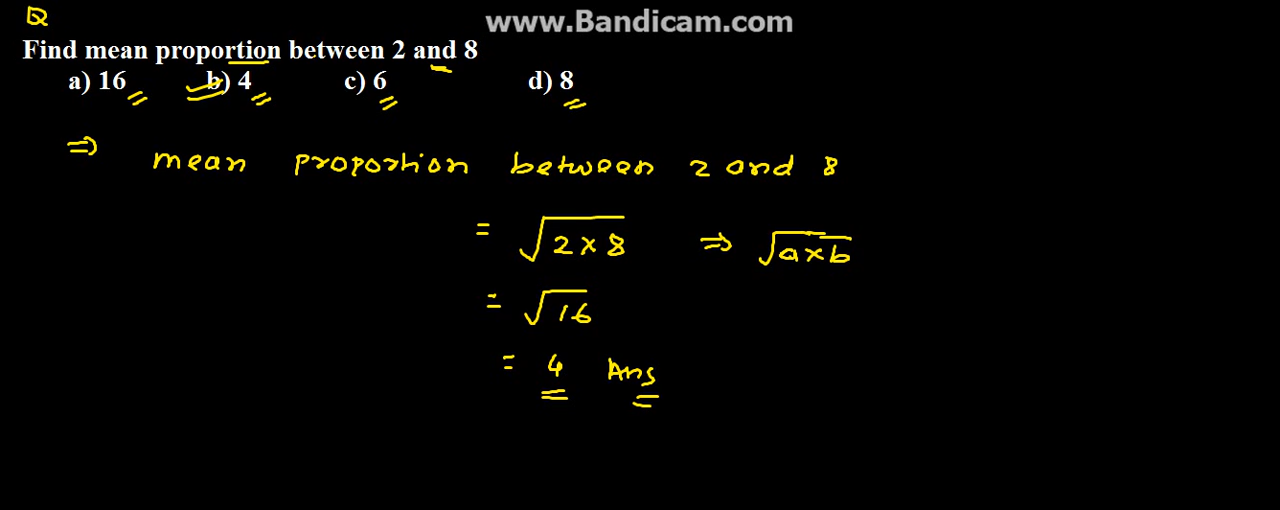 www.Bandicam.com
Q
Find mean proportion between 2 and 8
a) 16 b) 4 c) 6 d) 8
⇒ mean proportion between 2 and 8
= √2×8 ⇒ √a×b
= √16
= 4 Ans